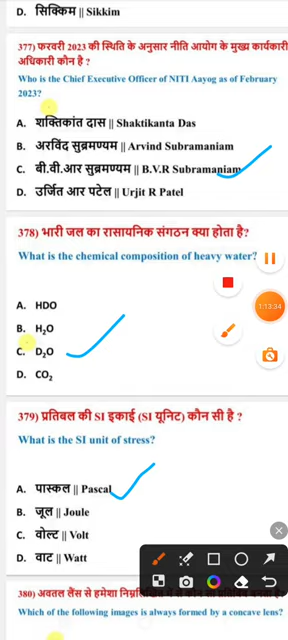 D. सिक्किम || Sikkim
377) फरवरी 2023 की स्थिति के अनुसार नीति आयोग के मुख्य कार्यकारी
अधिकारी कौन है ?
Who is the Chief Executive Officer of NITI Aayog as of February
2023?
A. शक्तिकांत दास || Shaktikanta Das
B. अरविंद सुब्रमण्यम || Arvind Subramaniam
C. बी.वी.आर सुब्रमण्यम || B.V.R Subramaniam
D. उर्जित आर पटेल || Urjit R Patel
378) भारी जल का रासायनिक संगठन क्या होता है?
What is the chemical composition of heavy water?
A. HDO
B. H₂O
1:13:34
C. D₂O
D. CO₂
379) प्रतिबल की SI इकाई (SI यूनिट) कौन सी है ?
What is the SI unit of stress?
A. पास्कल || Pascal
B. जूल || Joule
C. वोल्ट || Volt
D. वाट || Watt
380) अवतल लेंस से हमेशा
Which of the following images is always formed by a concave lens?